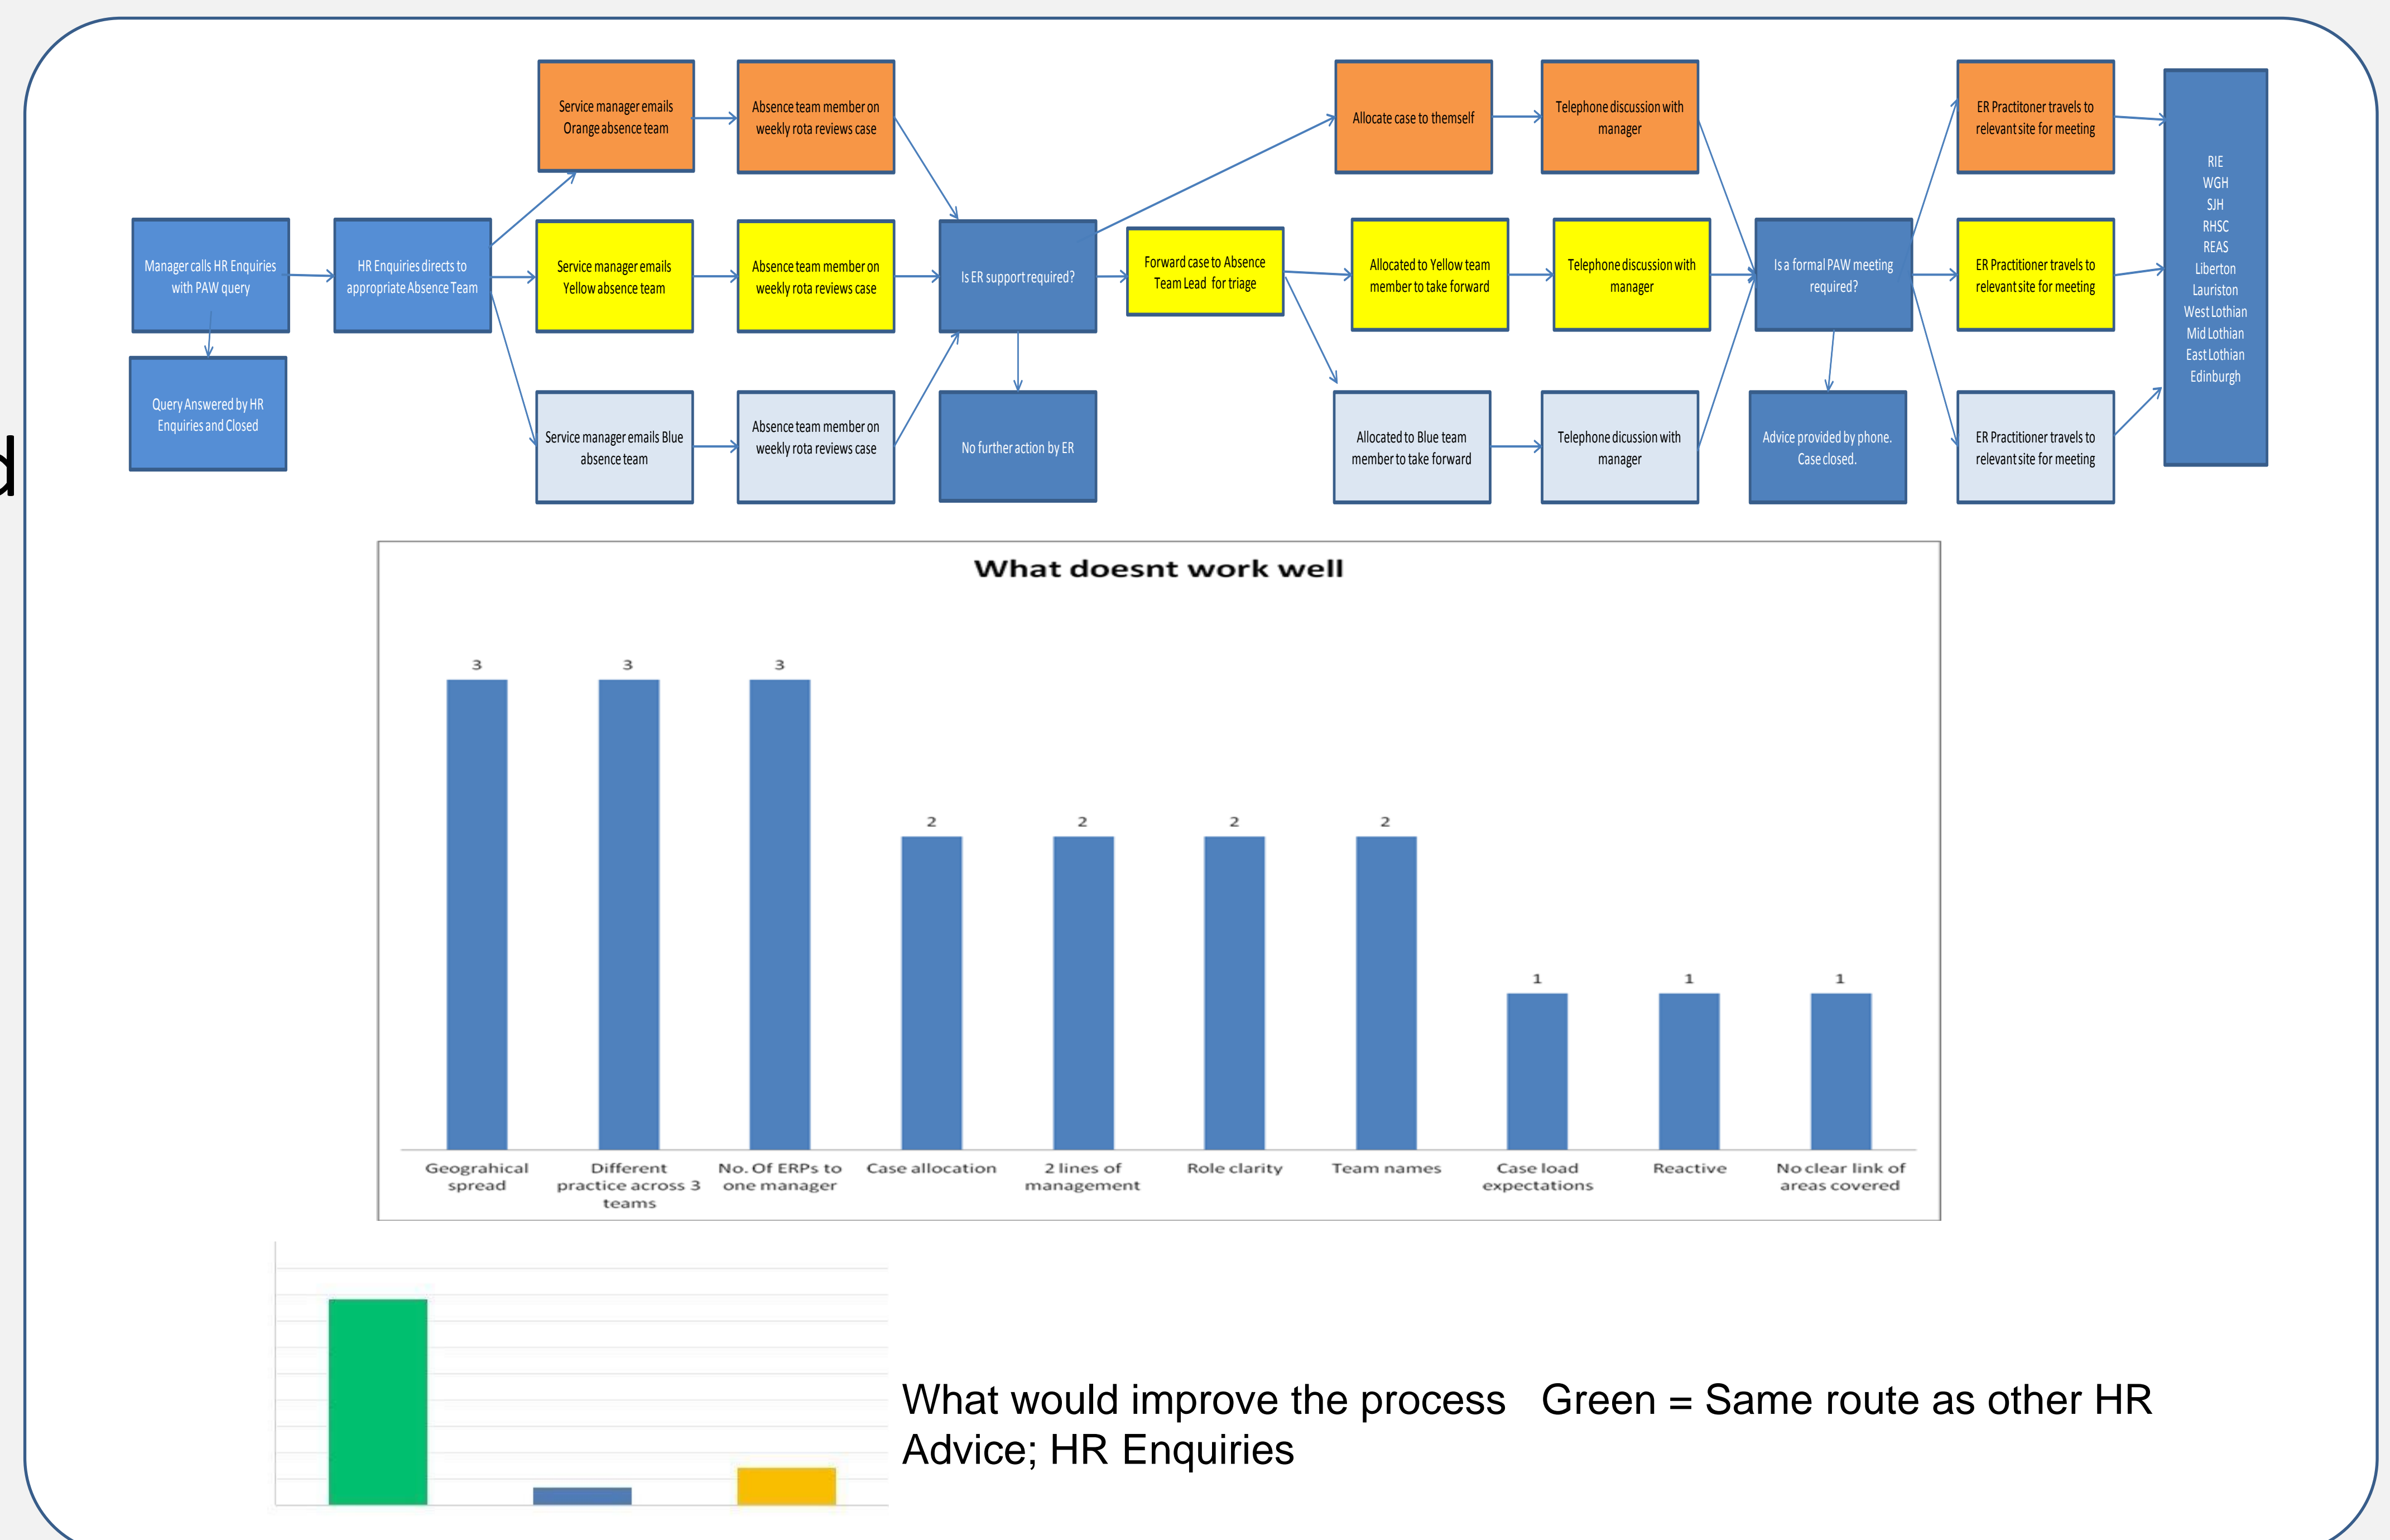 Service manager emails
Orange absence team
Absence team member on
weekly rota reviews case
Allocate case to themself
Telephone discussion with
manager
ER Practitoner travels to
relevant site for meeting
Manager calls HR Enquiries
with PAW query
HR Enquiries directs to
appropriate Absence Team
Service manager emails
Yellow absence team
Absence team member on
weekly rota reviews case
Is ER support required?
Forward case to Absence
Team Lead for triage
Allocated to Yellow team
member to take forward
Telephone discussion with
manager
Is a formal PAW meeting
required?
ER Practitioner travels to
relevant site for meeting
RIE
WGH
SJH
RHSC
REAS
Liberton
Lauriston
West Lothian
Mid Lothian
East Lothian
Edinburgh
Query Answered by HR
Enquiries and Closed
Service manager emails Blue
absence team
Absence team member on
weekly rota reviews case
No further action by ER
Allocated to Blue team
member to take forward
Telephone dicussion with
manager
Advice provided by phone.
Case closed.
ER Practitioner travels to
relevant site for meeting
d
What doesnt work well
3
3
3
2
2
2
2
1
1
1
Geograhical
spread
Different
practice across 3
teams
No. Of ERPs to
one manager
Case allocation
2 lines of
management
Role clarity
Team names
Case load
expectations
Reactive
No clear link of
areas covered
What would improve the process Green = Same route as other HR
Advice; HR Enquiries